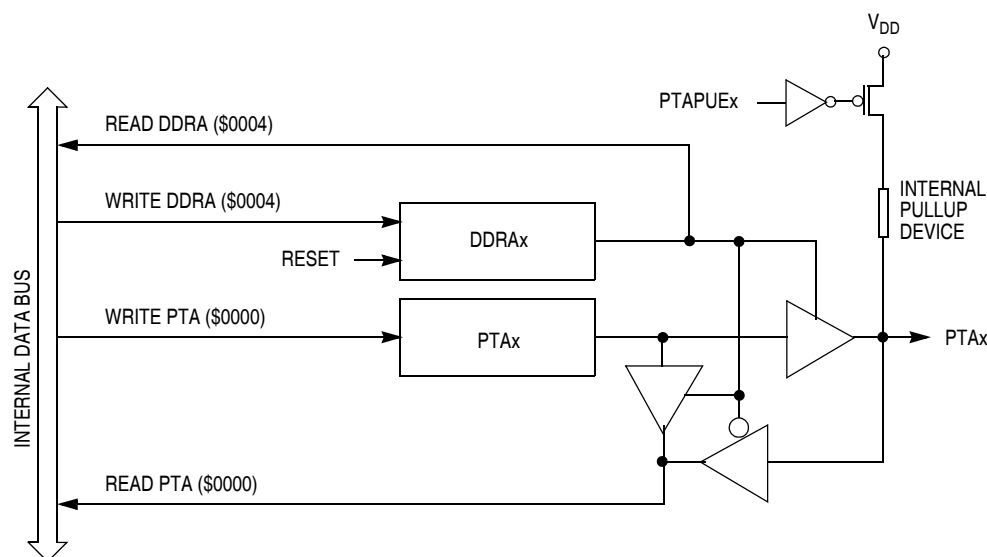 VDD
PTAPUEx
READ DDRA ($0004)
WRITE DDRA ($0004)
INTERNAL
PULLUP
DEVICE
DDRAx
RESET
WRITE PTA ($0000)
PTAx
PTAx
INTERNAL DATA BUS
READ PTA ($0000)